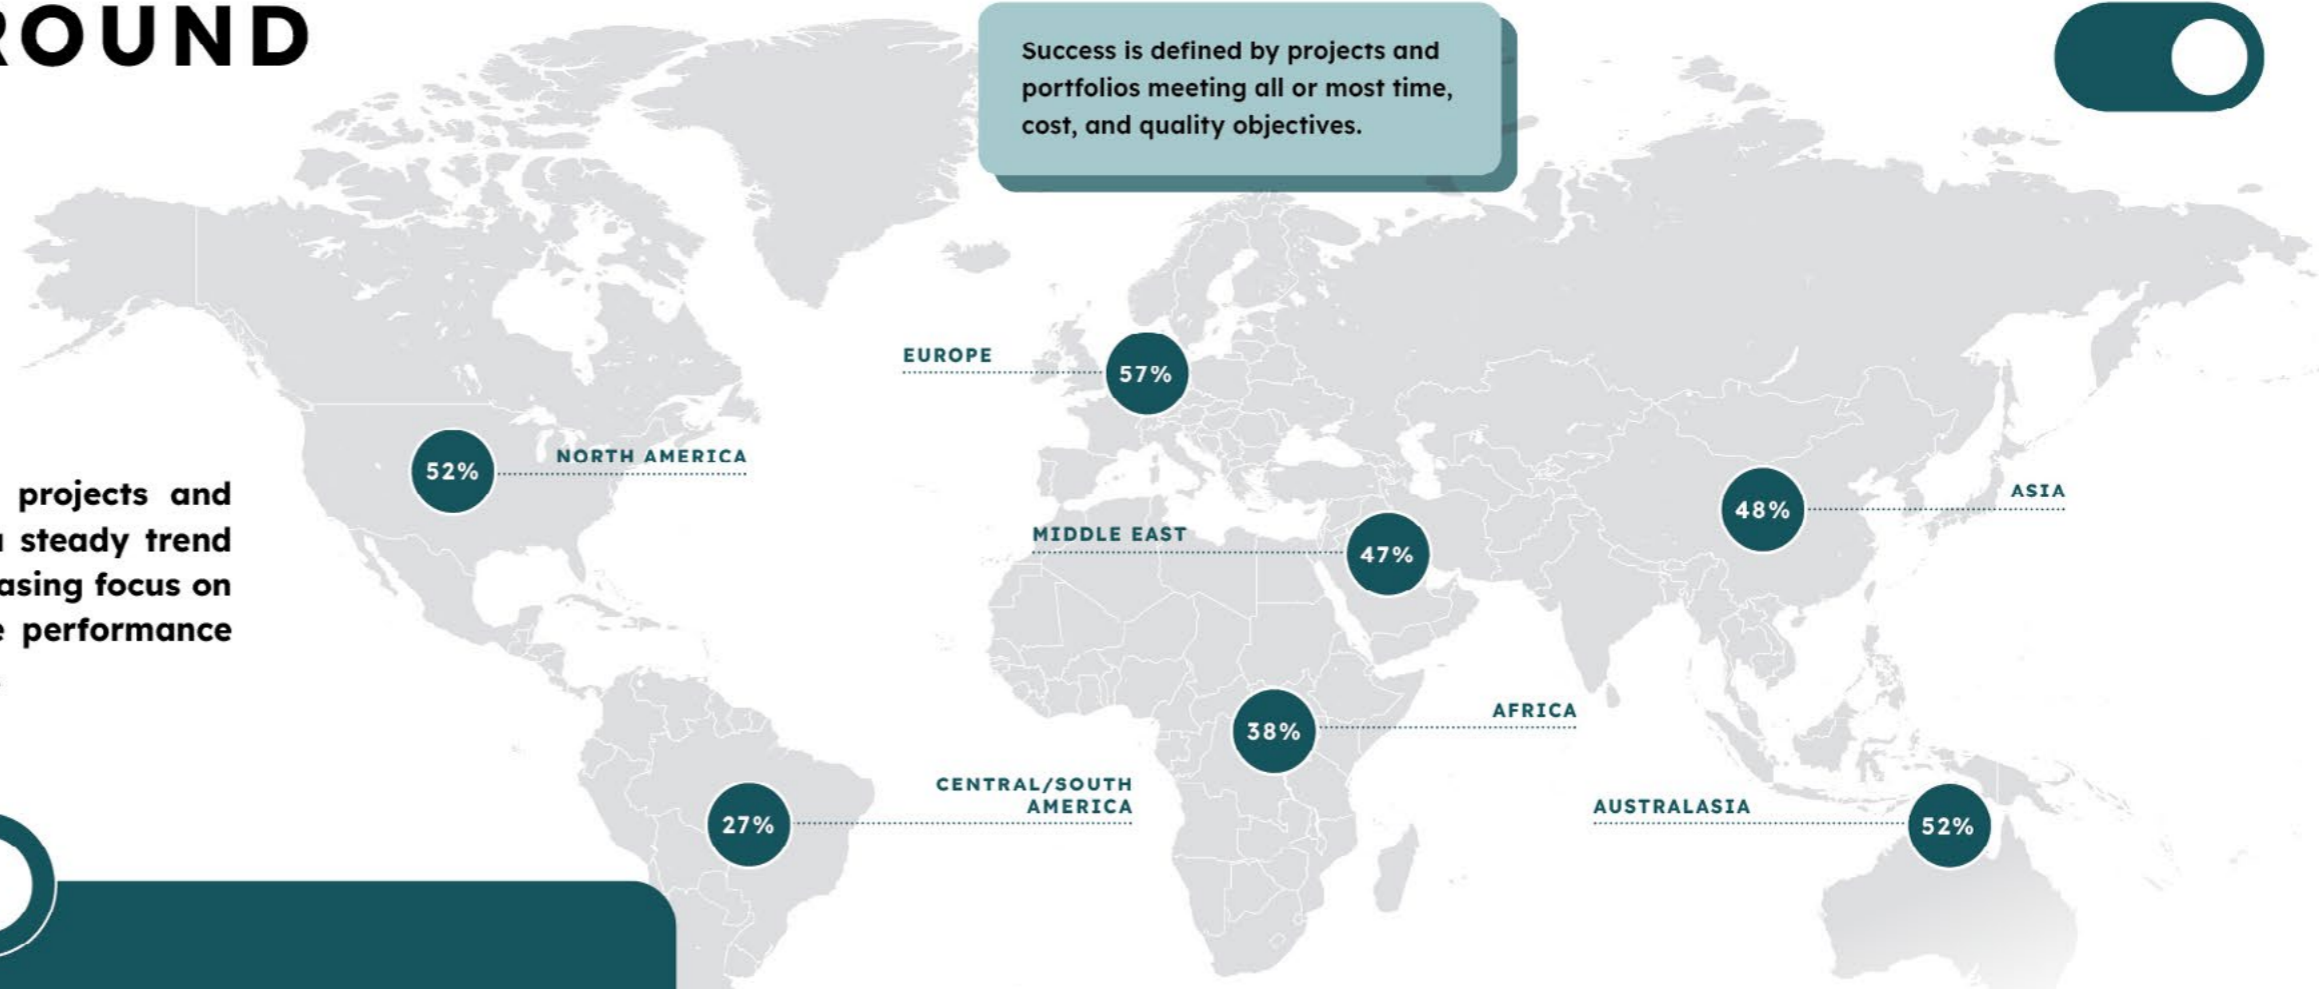 ROUND
Success is defined by projects and
portfolios meeting all or most time,
cost, and quality objectives.
EUROPE
57%
52%
NORTH AMERICA
projects and
steady trend
focus on
performance
MIDDLE EAST
47%
48%
ASIA
38%
AFRICA
27%
CENTRAL/SOUTH
AMERICA
AUSTRALASIA
52%